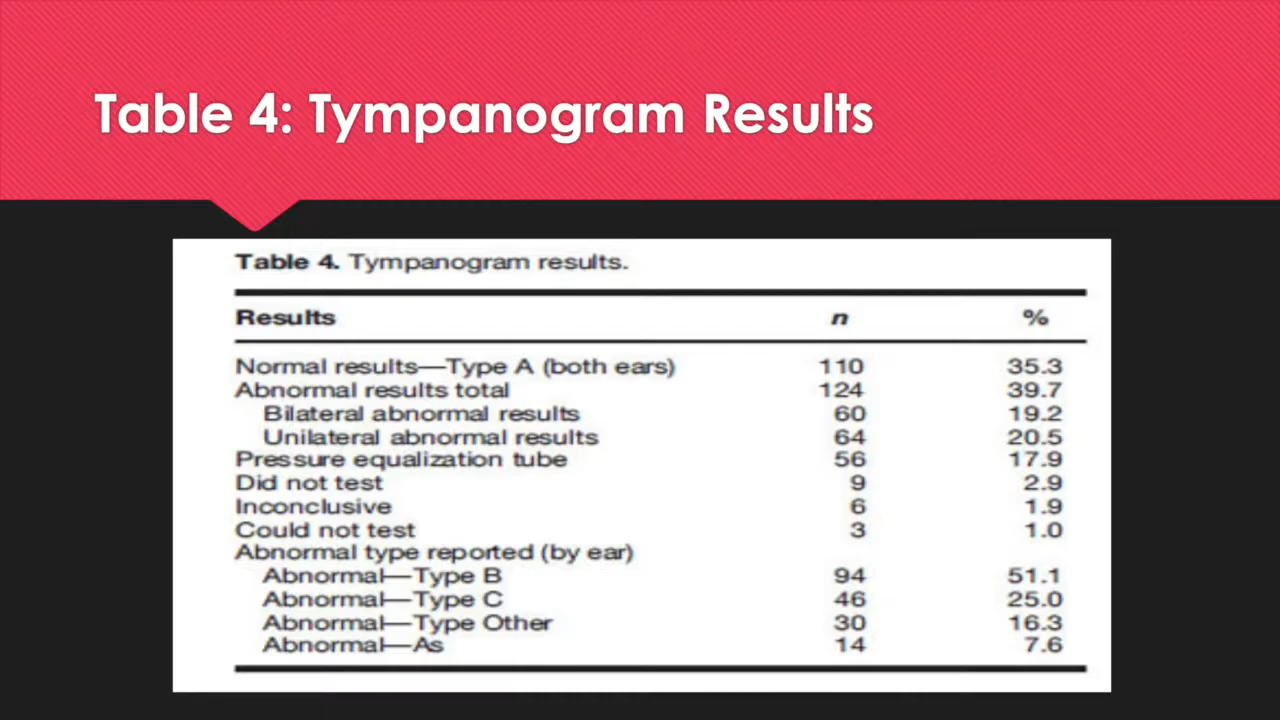 Table 4: Tympanogram Results
Table 4. Tympanogram results.
Results n %
Normal results—Type A (both ears) 110 35.3
Abnormal results total 124 39.7
Bilateral abnormal results 60 19.2
Unilateral abnormal results 64 20.5
Pressure equalization tube 56 17.9
Did not test 9 2.9
Inconclusive 6 1.9
Could not test 3 1.0
Abnormal type reported (by ear)
Abnormal—Type B 94 51.1
Abnormal—Type C 46 25.0
Abnormal—Type Other 30 16.3
Abnormal—As 14 7.6